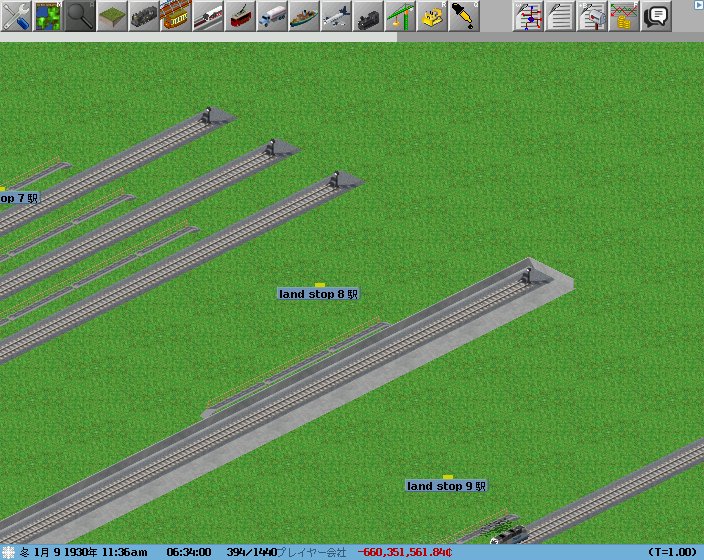 top 7 駅
land stop 8 駅
land stop 9 駅
冬 1月 9 1930年 11:36am 06:34:00 394/1440 プレイヤー会社 -660,351,561.84¢ (T=1.00)